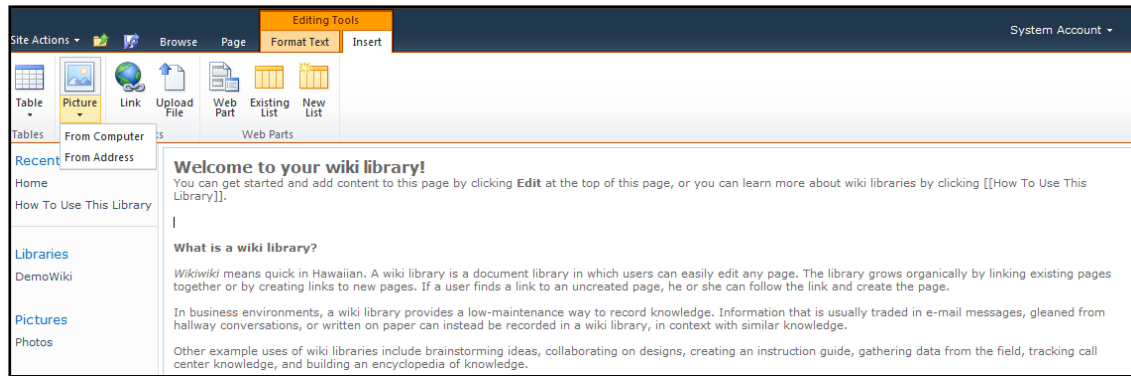 Editing Tools
Site Actions Browse Page Format Text Insert System Account
Table Picture Link Upload File Web Part Existing List New List
Tables Web Parts
From Computer
From Address
Recent
Home
How To Use This Library
Libraries
DemoWiki
Pictures
Photos
Welcome to your wiki library!
You can get started and add content to this page by clicking Edit at the top of this page, or you can learn more about wiki libraries by clicking [[How To Use This
Library]].
What is a wiki library?
Wikiwiki means quick in Hawaiian. A wiki library is a document library in which users can easily edit any page. The library grows organically by linking existing pages
together or by creating links to new pages. If a user finds a link to an uncreated page, he or she can follow the link and create the page.
In business environments, a wiki library provides a low-maintenance way to record knowledge. Information that is usually traded in e-mail messages, gleaned from
hallway conversations, or written on paper can instead be recorded in a wiki library, in context with similar knowledge.
Other example uses of wiki libraries include brainstorming ideas, collaborating on designs, creating an instruction guide, gathering data from the field, tracking call
center knowledge, and building an encyclopedia of knowledge.